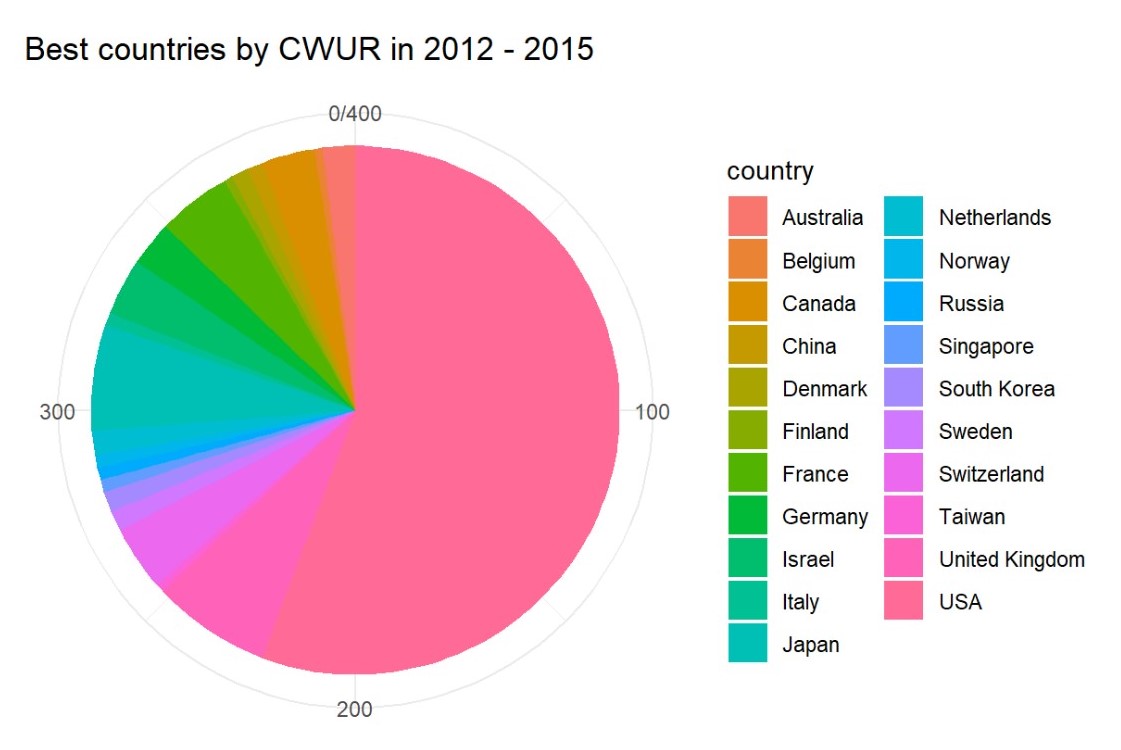 Best countries by CWUR in 2012 - 2015
0/400
100
200
300
country
Australia
Belgium
Canada
China
Denmark
Finland
France
Germany
Israel
Italy
Japan
Netherlands
Norway
Russia
Singapore
South Korea
Sweden
Switzerland
Taiwan
United Kingdom
USA